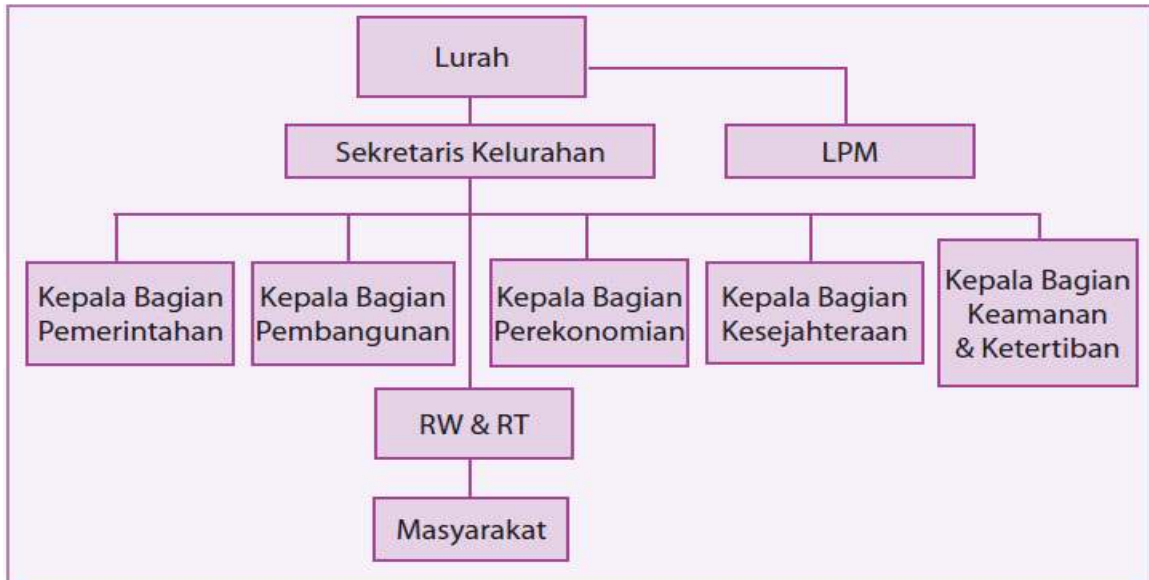 Lurah
Sekretaris Kelurahan
LPM
Kepala Bagian
Pemerintahan
Kepala Bagian
Pembangunan
Kepala Bagian
Perekonomian
Kepala Bagian
Kesejahteraan
Kepala Bagian
Keamanan
& Ketertiban
RW & RT
Masyarakat